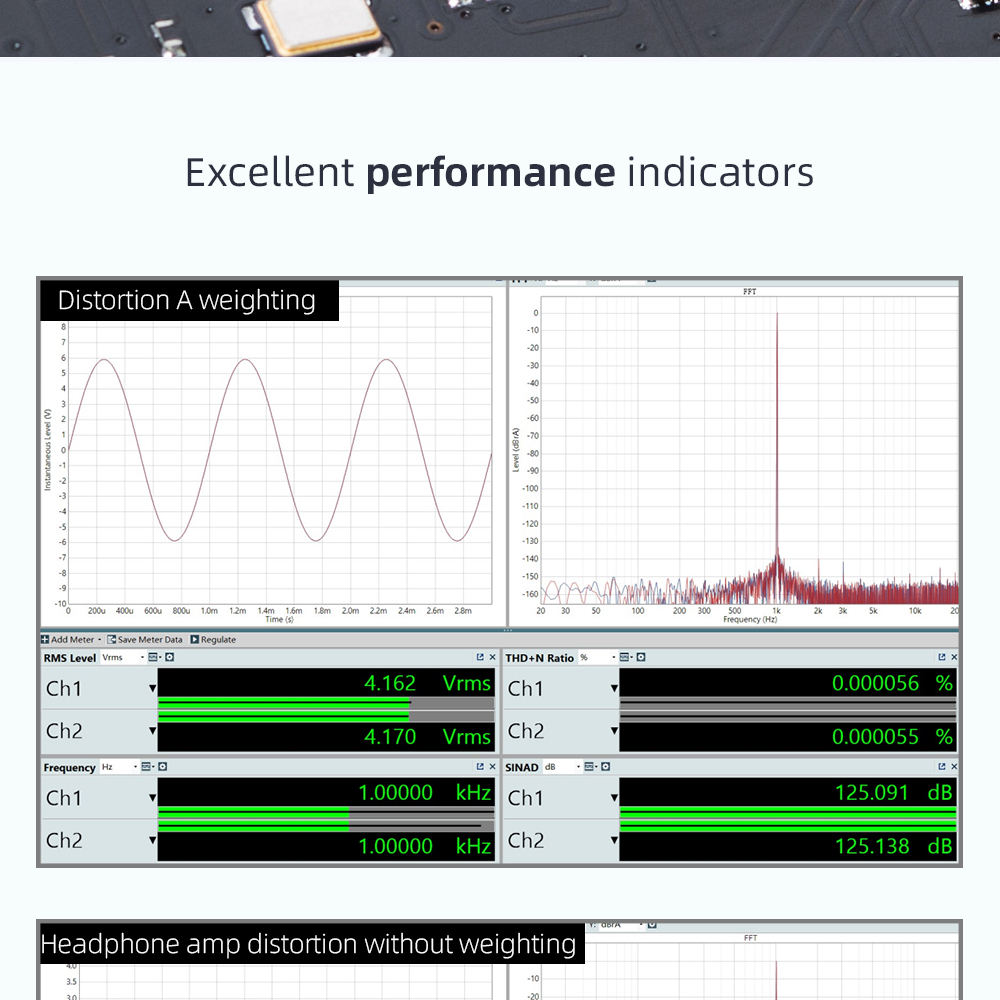 Excellent performance indicators
Distortion A weighting
FFT
8
7
6
5
4
3
2
1
0
-1
-2
-3
-4
-5
-6
-7
-8
-9
-10
Instantaneous Level (V)
0 200u 400u 600u 800u 1.0m 1.2m 1.4m 1.6m 1.8m 2.0m 2.2m 2.4m 2.6m 2.8m
Time (s)
0
-10
-20
-30
-40
-50
-60
-70
-80
-90
-100
-110
-120
-130
-140
-150
-160
Level (dBrA)
20 30 50 100 200 300 500 1k 2k 3k 5k 10k 20
Frequency (Hz)
Add Meter Save Meter Data Regulate
RMS Level Vrms
Ch1 4.162 Vrms
Ch2 4.170 Vrms
THD+N Ratio %
Ch1 0.000056 %
Ch2 0.000055 %
Frequency Hz
Ch1 1.00000 kHz
Ch2 1.00000 kHz
SINAD dB
Ch1 125.091 dB
Ch2 125.138 dB
Headphone amp distortion without weighting
Y: dBrA
FFT
4.0
3.5
3.0
-10
-20